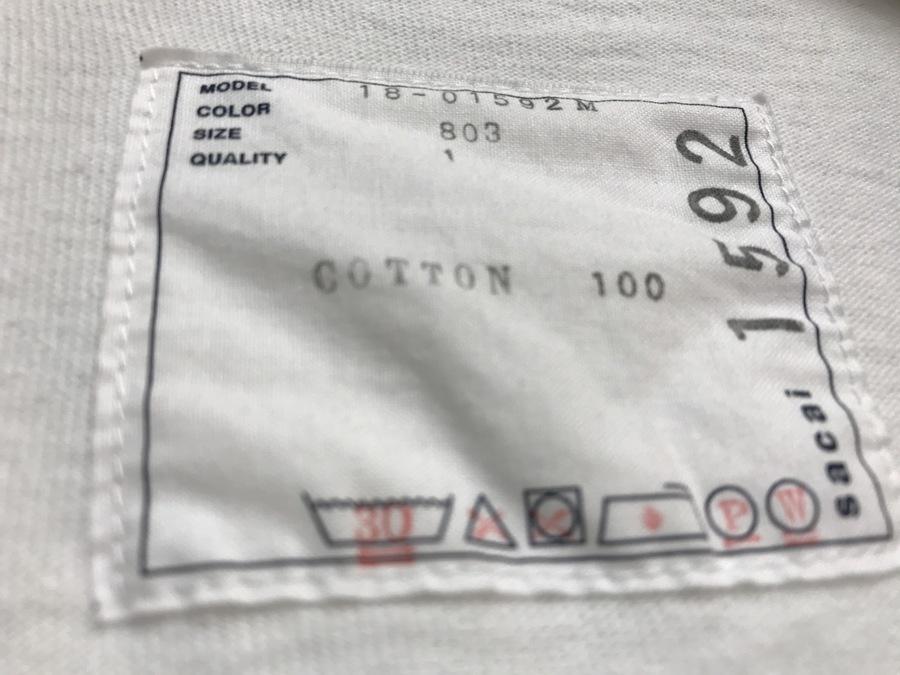 MODEL 18-01592M
COLOR 803
SIZE 1
QUALITY
COTTON 100
1592
sacai
30
P
W